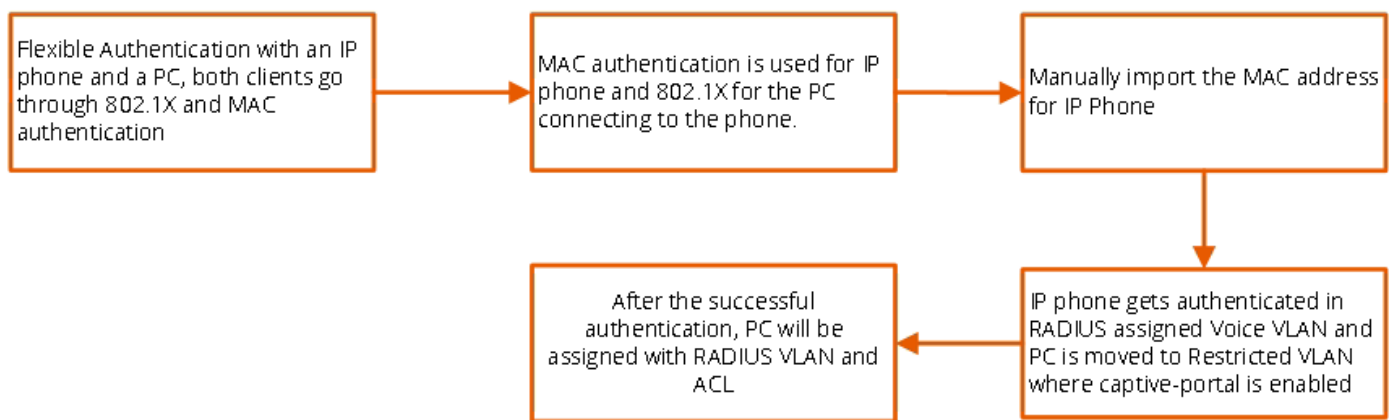 Flexible Authentication with an IP
phone and a PC, both clients go
through 802.1X and MAC
authentication
MAC authentication is used for IP
phone and 802.1X for the PC
connecting to the phone.
Manually import the MAC address
for IP Phone
IP phone gets authenticated in
RADIUS assigned Voice VLAN and
PC is moved to Restricted VLAN
where captive-portal is enabled
After the successful
authentication, PC will be
assigned with RADIUS VLAN and
ACL